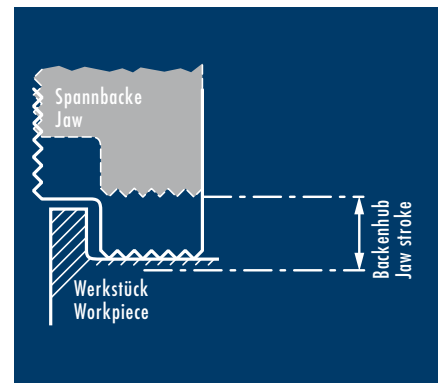 Spannbacke
Jaw
Backenhub
Jaw stroke
Werkstück
Workpiece